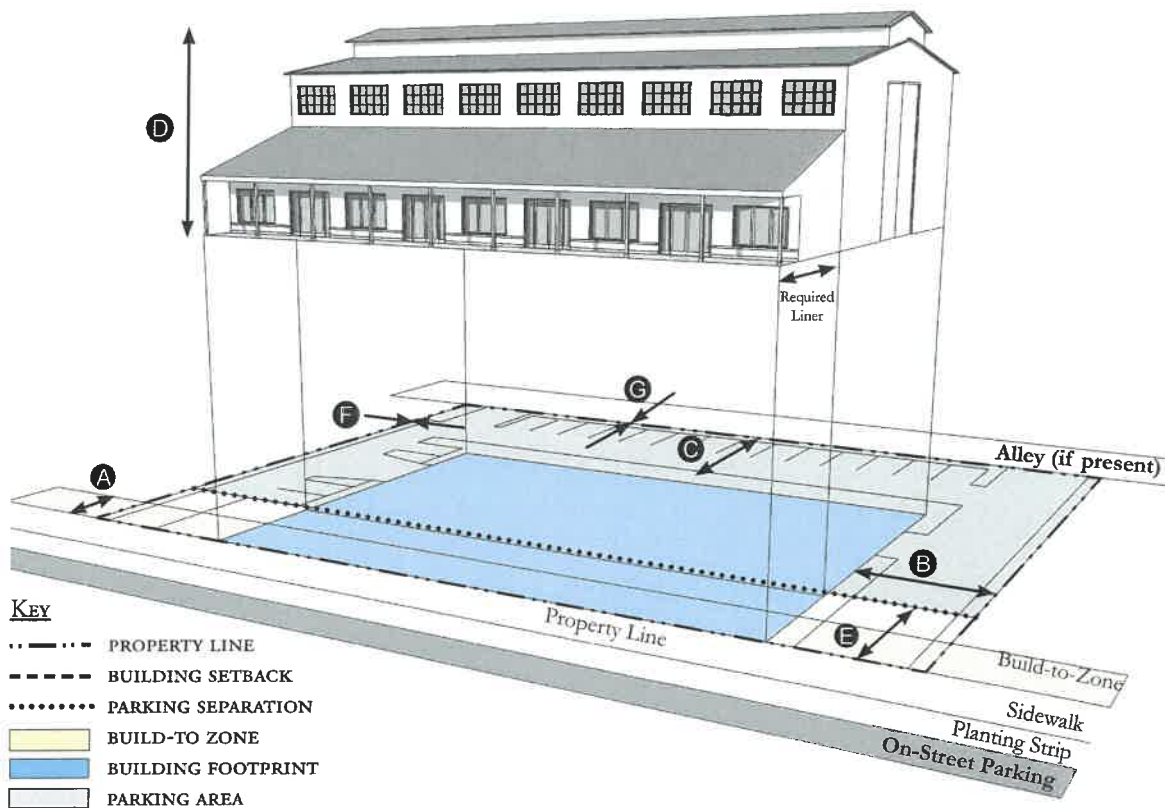 D
Required
Liner
G
F
C
Alley (if present)
A
B
E
Property Line
Build-to-Zone
Sidewalk
Planting Strip
On-Street Parking
KEY
PROPERTY LINE
BUILDING SETBACK
PARKING SEPARATION
BUILD-TO ZONE
BUILDING FOOTPRINT
PARKING AREA